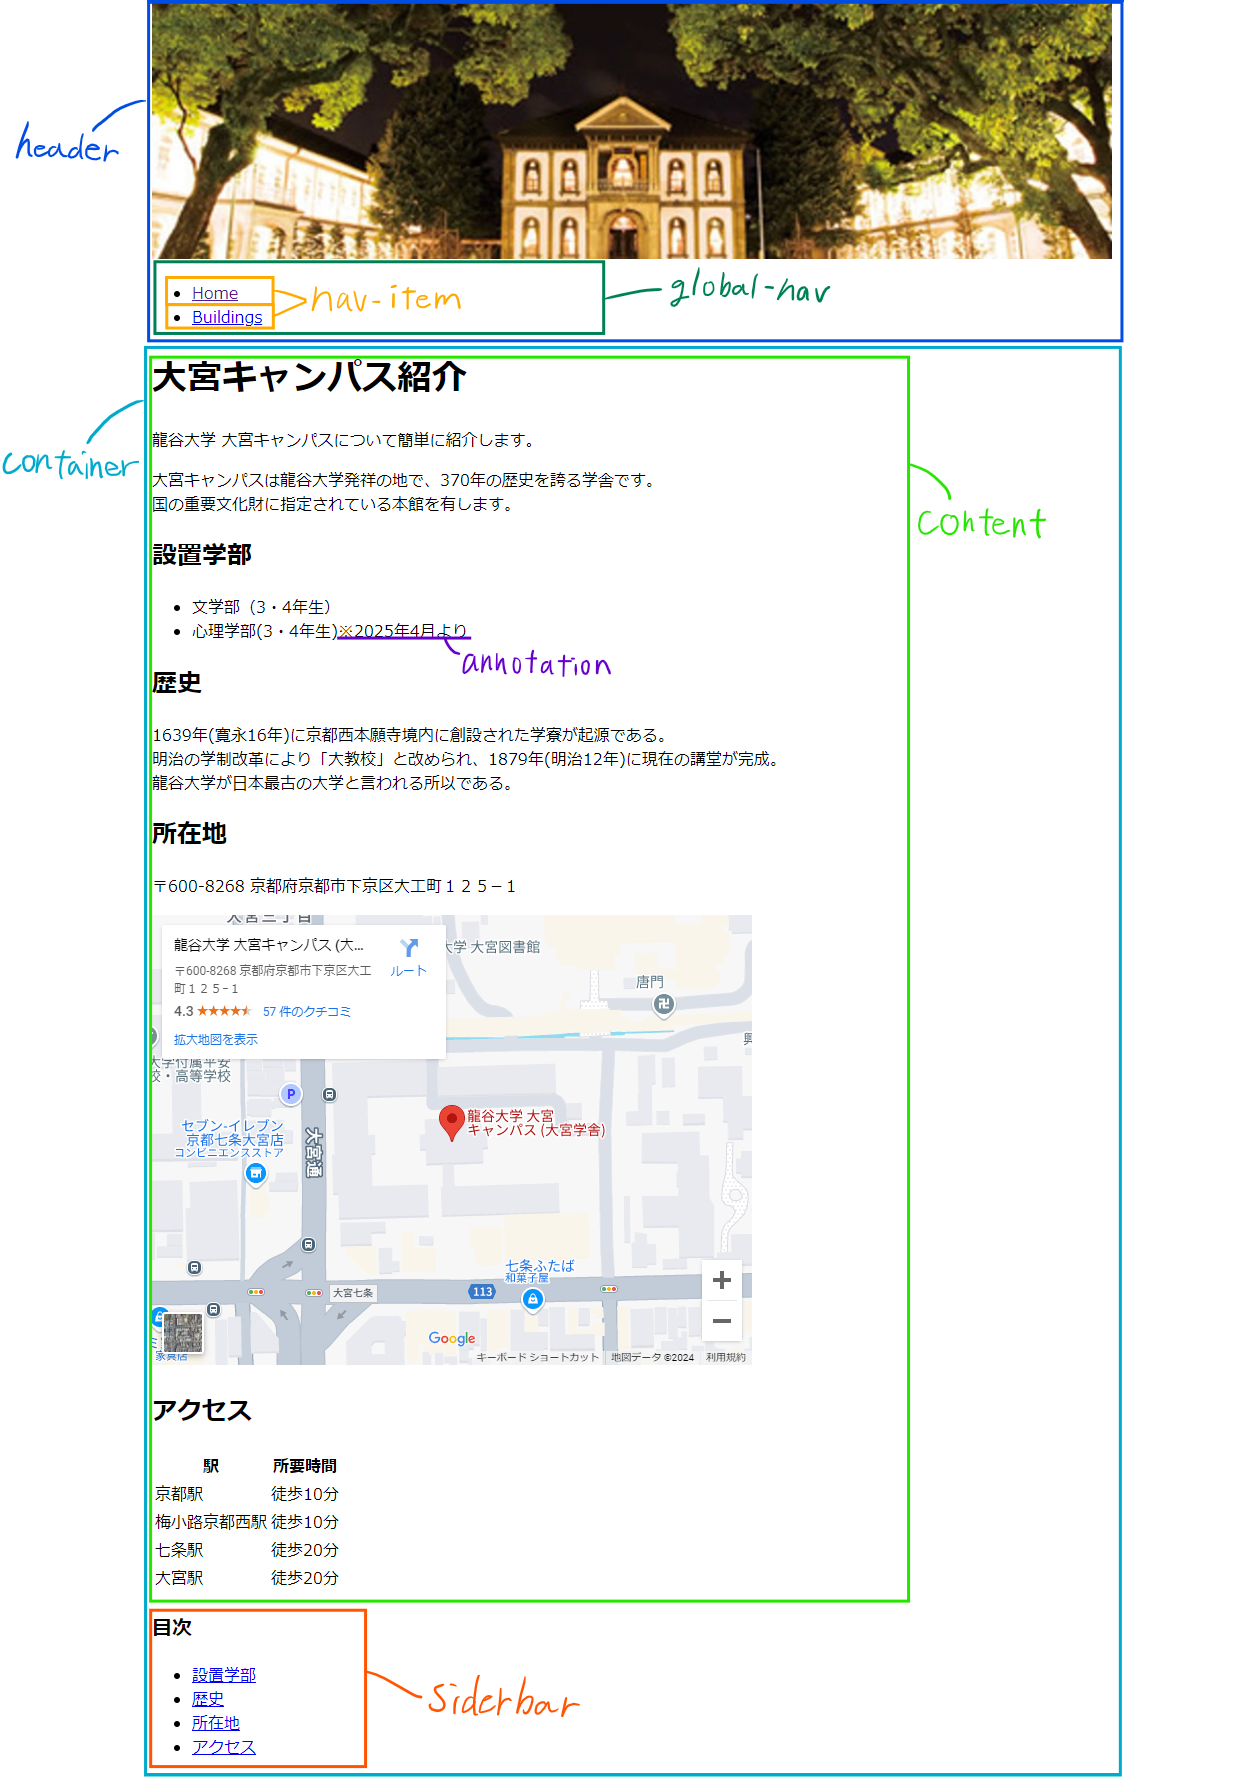 header
Home
Buildings
nav-item
global-nav
container
大宮キャンパス紹介
龍谷大学 大宮キャンパスについて簡単に紹介します。
大宮キャンパスは龍谷大学発祥の地で、370年の歴史を誇る学舎です。
国の重要文化財に指定されている本館を有します。
content
設置学部
文学部（3・4年生）
心理学部(3・4年生)※2025年4月より
annotation
歴史
1639年(寛永16年)に京都西本願寺境内に創設された学寮が起源である。
明治の学制改革により「大教校」と改められ、1879年(明治12年)に現在の講堂が完成。
龍谷大学が日本最古の大学と言われる所以である。
所在地
〒600-8268 京都府京都市下京区大工町１２５−１
大宮三丁目
龍谷大学 大宮キャンパス (大...
ルート
〒600-8268 京都府京都市下京区大工
町１２５−１
4.3 ★★★★★ 57 件のクチコミ
拡大地図を表示
大学 大宮図書館
唐門
大学付属平安
校・高等学校
P
セブン-イレブン
京都七条大宮店
コンビニエンスストア
大宮通
龍谷大学 大宮
キャンパス (大宮学舎)
七条ふたば
和菓子屋
113
大宮七条
家具店
Google
キーボード ショートカット 地図データ ©2024 利用規約
アクセス
駅 所要時間
京都駅 徒歩10分
梅小路京都西駅 徒歩10分
七条駅 徒歩20分
大宮駅 徒歩20分
目次
設置学部
歴史
所在地
アクセス
siderbar